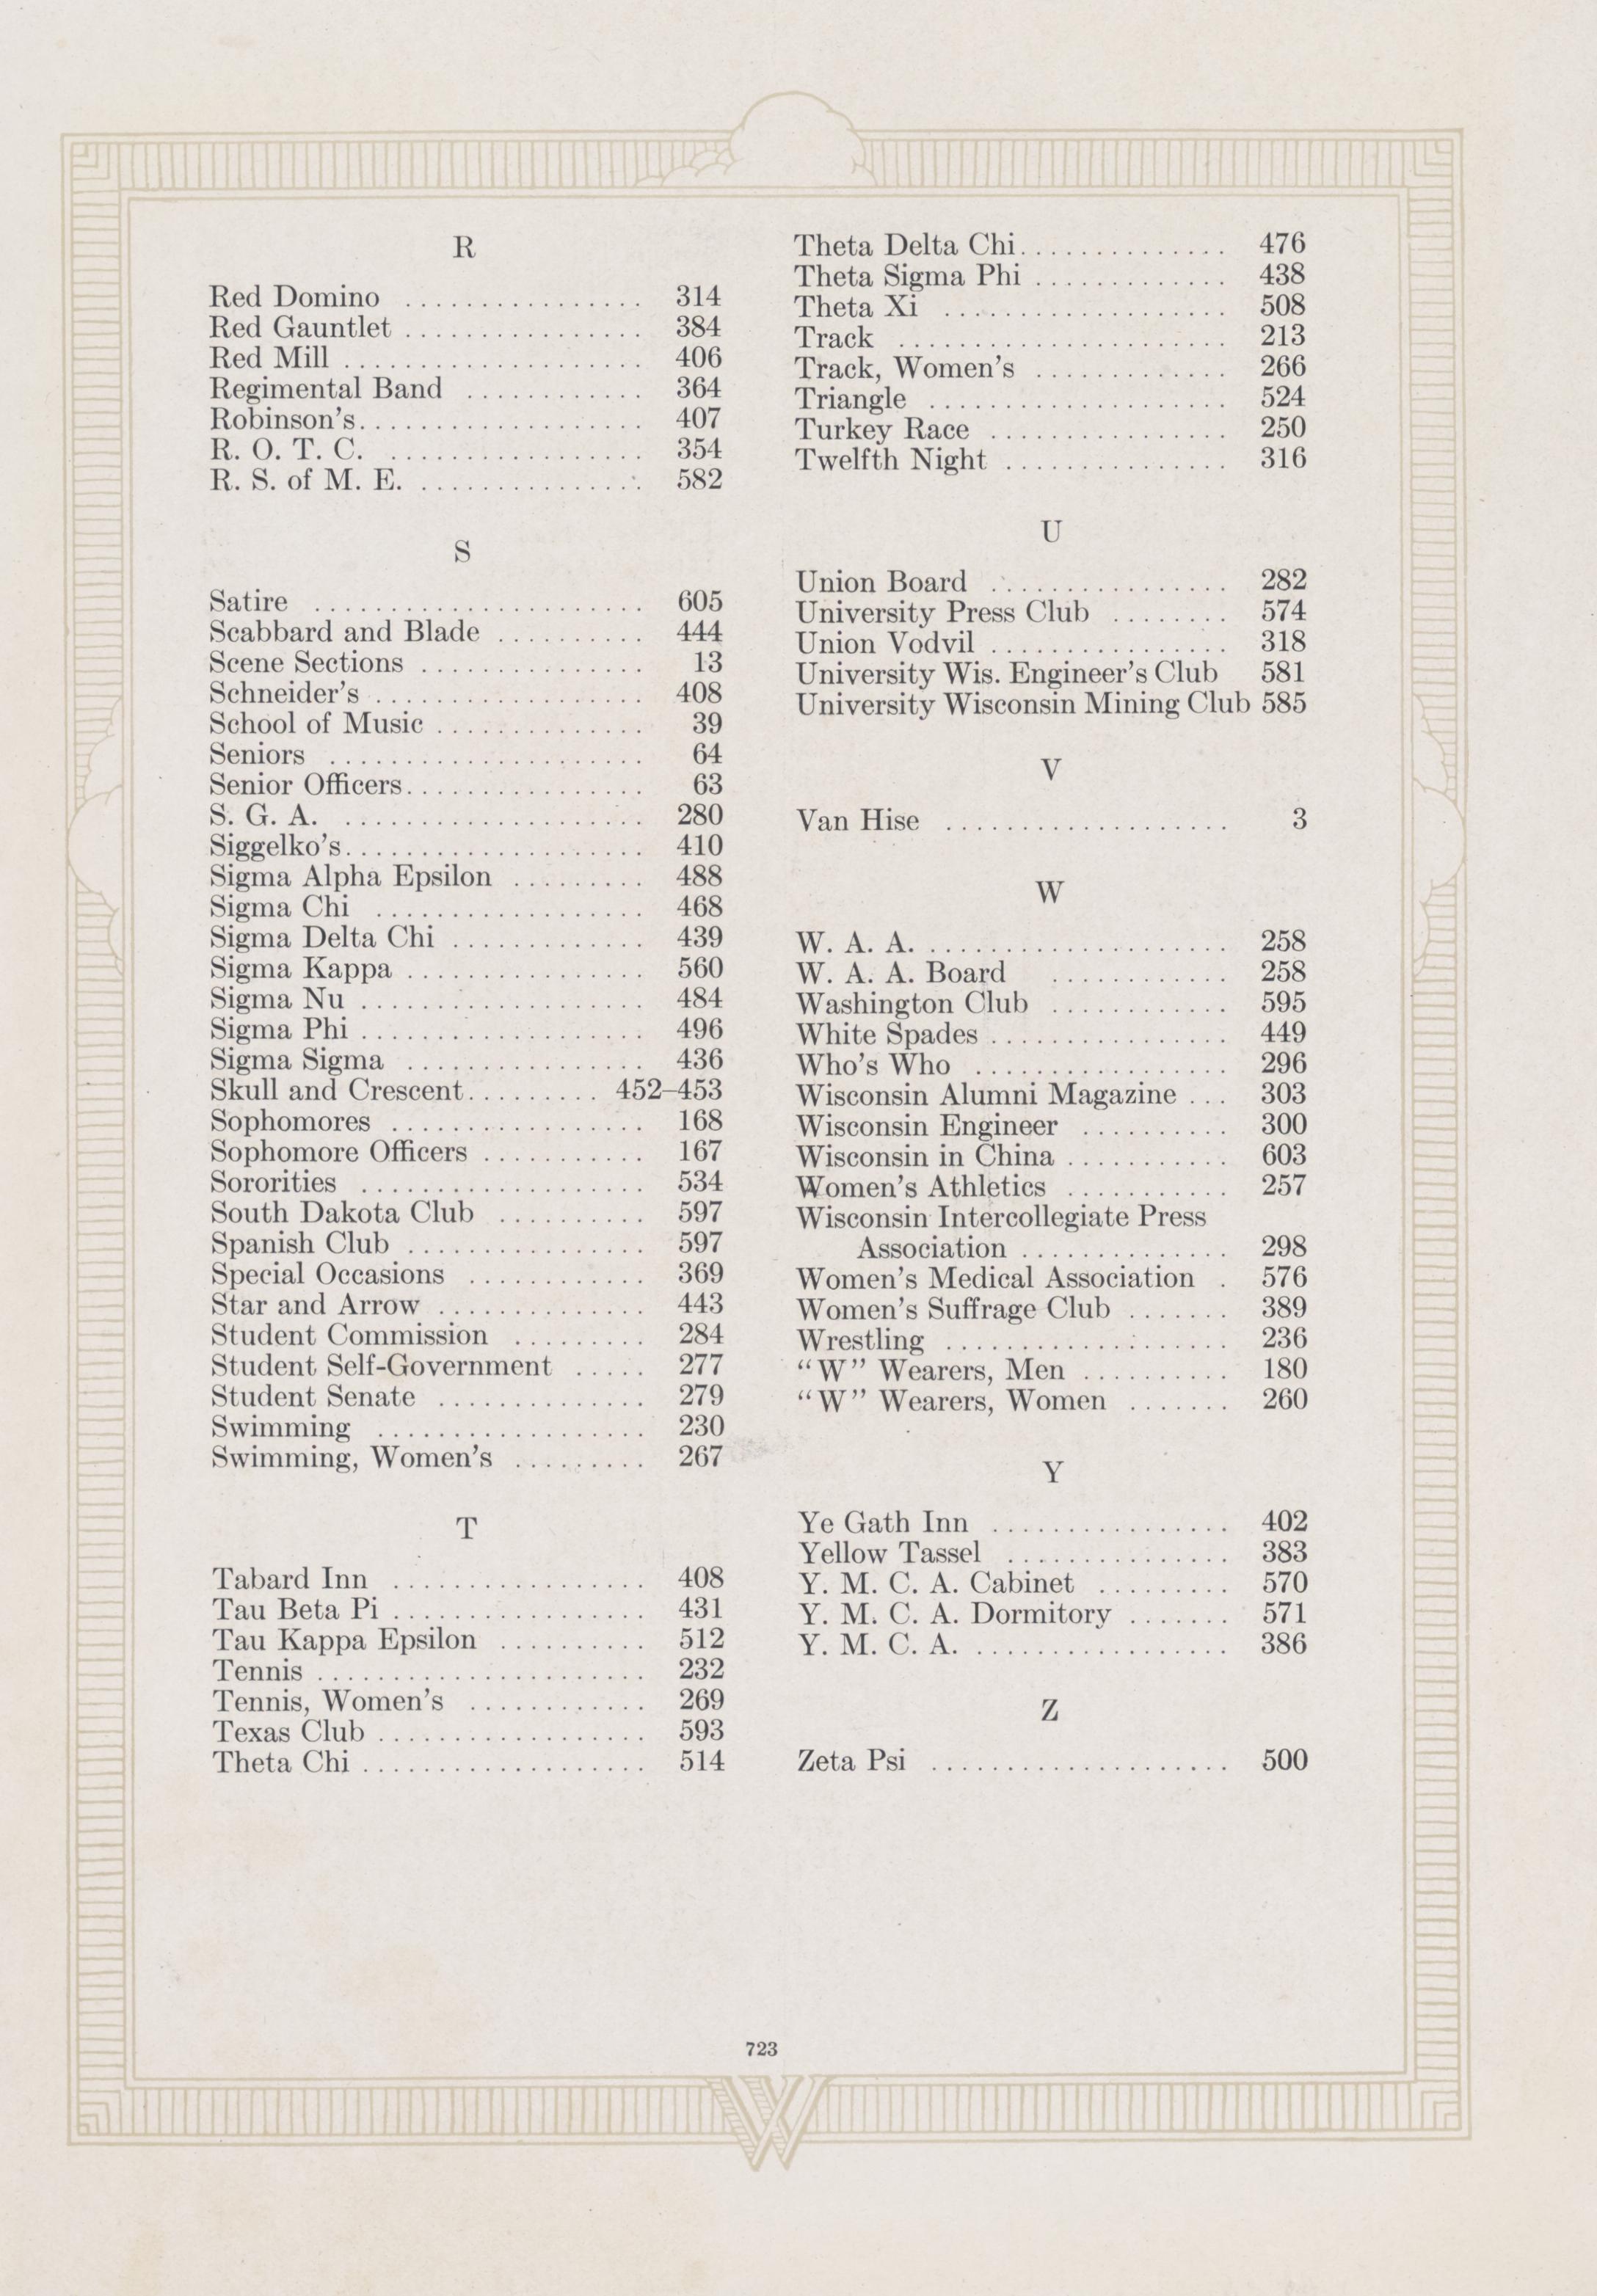 R
Red Domino ................ 314
Red Gauntlet ................ 384
Red Mill .................... 406
Regimental Band ............ 364
Robinson's................... 407
R. O. T. C. ................. 354
R. S. of M. E. ............... 582
S
Satire ...................... 605
Scabbard and Blade .......... 444
Scene Sections ............... 13
Schneider's .................. 408
School of Music .............. 39
Seniors ..................... 64
Senior Officers................ 63
S. G. A. .................... 280
Siggelko's.................... 410
Sigma Alpha Epsilon ......... 488
Sigma Chi .................. 468
Sigma Delta Chi ............. 439
Sigma Kappa ................ 560
Sigma Nu ................... 484
Sigma Phi ................... 496
Sigma Sigma ................ 436
Skull and Crescent......... 452–453
Sophomores ................. 168
Sophomore Officers ........... 167
Sororities ................... 534
South Dakota Club .......... 597
Spanish Club ................ 597
Special Occasions ............ 369
Star and Arrow .............. 443
Student Commission ......... 284
Student Self-Government ..... 277
Student Senate .............. 279
Swimming .................. 230
Swimming, Women's ......... 267
T
Tabard Inn ................. 408
Tau Beta Pi ................. 431
Tau Kappa Epsilon .......... 512
Tennis ...................... 232
Tennis, Women's ............ 269
Texas Club .................. 593
Theta Chi ................... 514
Theta Delta Chi.............. 476
Theta Sigma Phi ............. 438
Theta Xi ................... 508
Track ...................... 213
Track, Women's ............. 266
Triangle .................... 524
Turkey Race ................ 250
Twelfth Night ............... 316
U
Union Board ................ 282
University Press Club ........ 574
Union Vodvil ................ 318
University Wis. Engineer's Club 581
University Wisconsin Mining Club 585
V
Van Hise ................... 3
W
W. A. A. .................... 258
W. A. A. Board ............ 258
Washington Club ............ 595
White Spades ................ 449
Who's Who ................. 296
Wisconsin Alumni Magazine ... 303
Wisconsin Engineer .......... 300
Wisconsin in China ........... 603
Women's Athletics ........... 257
Wisconsin Intercollegiate Press
Association .............. 298
Women's Medical Association . 576
Women's Suffrage Club ....... 389
Wrestling ................... 236
"W" Wearers, Men .......... 180
"W" Wearers, Women ....... 260
Y
Ye Gath Inn ................ 402
Yellow Tassel ............... 383
Y. M. C. A. Cabinet ......... 570
Y. M. C. A. Dormitory ....... 571
Y. M. C. A. ................. 386
Z
Zeta Psi .................... 500
723
W